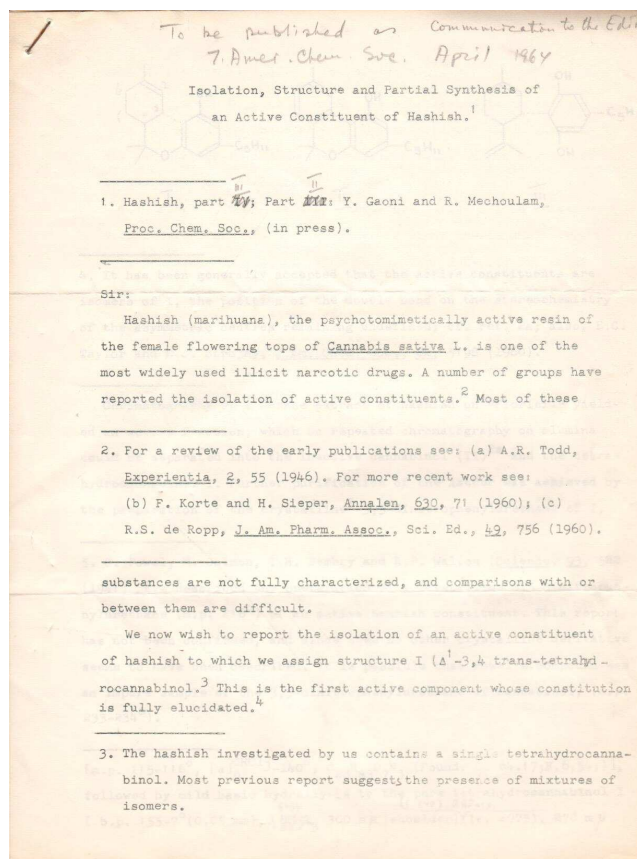 To be published as Communication to the Edi
J. Amer. Chem. Soc. April 1964
Isolation, Structure and Partial Synthesis of
an Active Constituent of Hashish.¹
1. Hashish, part III; Part II: Y. Gaoni and R. Mechoulam,
Proc. Chem. Soc., (in press).
Sir:
Hashish (marihuana), the psychotomimetically active resin of
the female flowering tops of Cannabis sativa L. is one of the
most widely used illicit narcotic drugs. A number of groups have
reported the isolation of active constituents.² Most of these
2. For a review of the early publications see: (a) A.R. Todd,
Experientia, 2, 55 (1946). For more recent work see:
(b) F. Korte and H. Sieper, Annalen, 630, 71 (1960); (c)
R.S. de Ropp, J. Am. Pharm. Assoc., Sci. Ed., 49, 756 (1960).
substances are not fully characterized, and comparisons with or
between them are difficult.
We now wish to report the isolation of an active constituent
of hashish to which we assign structure I (Δ¹-3,4 trans-tetrahyd-
rocannabinol.³ This is the first active component whose constitution
is fully elucidated.⁴
3. The hashish investigated by us contains a single tetrahydrocanna-
binol. Most previous report suggests the presence of mixtures of
isomers.